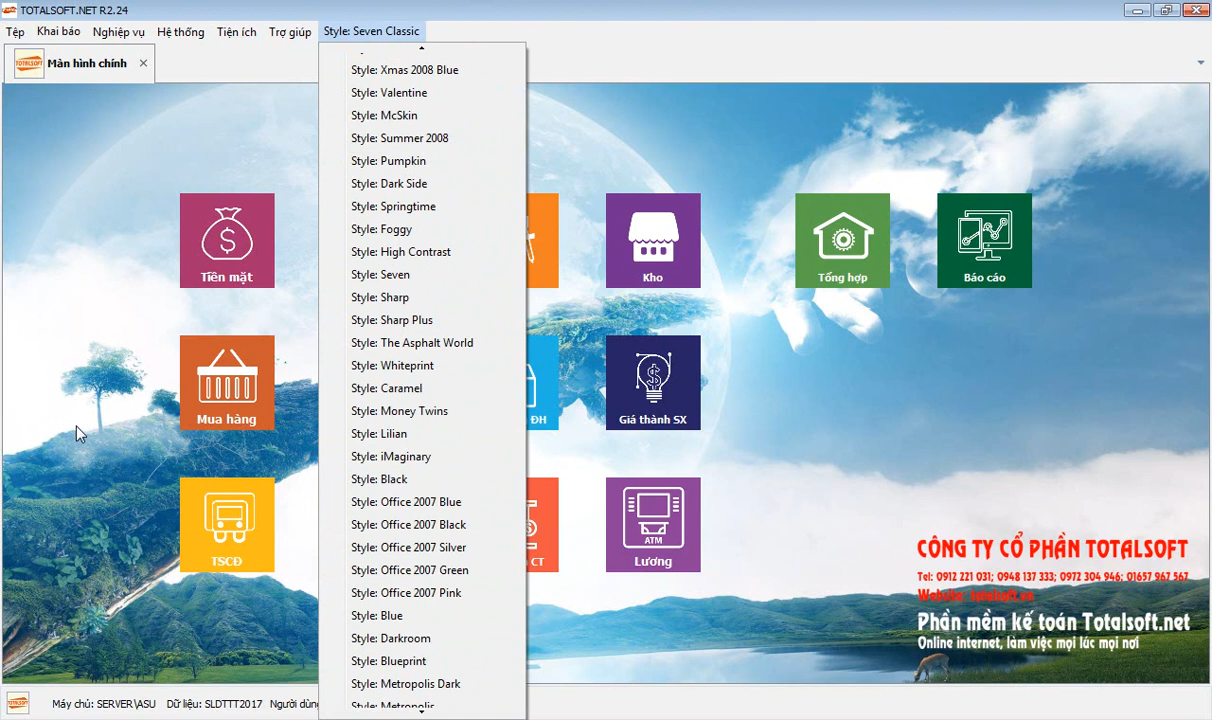 TOTALSOFT.NET R2.24
Tệp Khai báo Nghiệp vụ Hệ thống Tiện ích Trợ giúp Style: Seven Classic
Màn hình chính
Style: Xmas 2008 Blue
Style: Valentine
Style: McSkin
Style: Summer 2008
Style: Pumpkin
Style: Dark Side
Style: Springtime
Style: Foggy
Style: High Contrast
Style: Seven
Style: Sharp
Style: Sharp Plus
Style: The Asphalt World
Style: Whiteprint
Style: Caramel
Style: Money Twins
Style: Lilian
Style: iMaginary
Style: Black
Style: Office 2007 Blue
Style: Office 2007 Black
Style: Office 2007 Silver
Style: Office 2007 Green
Style: Office 2007 Pink
Style: Blue
Style: Darkroom
Style: Blueprint
Style: Metropolis Dark
Style: Metropolis
Tiền mặt
Kho
Tổng hợp
Báo cáo
Mua hàng
ĐH
Giá thành SX
TSCĐ
CT
ATM
Lương
CÔNG TY CỔ PHẦN TOTALSOFT
Tel: 0912 221 031; 0948 137 333; 0972 304 946; 01657 967 567
Website: totalsoft.vn
Phần mềm kế toán Totalsoft.net
Online internet, làm việc mọi lúc mọi nơi
Máy chủ: SERVER\ASU Dữ liệu: SLDTTT2017 Người dùng